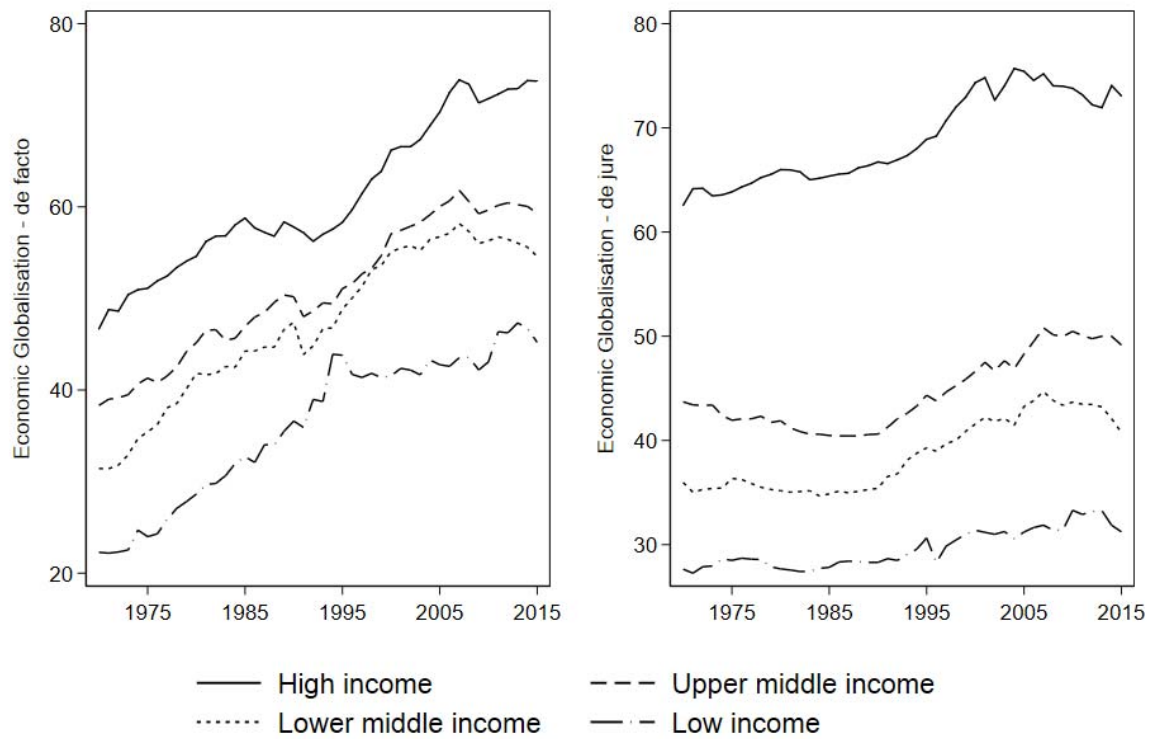 Economic Globalisation - de facto
80
60
40
20
1975 1985 1995 2005 2015
Economic Globalisation - de jure
80
70
60
50
40
30
1975 1985 1995 2005 2015
High income
Upper middle income
Lower middle income
Low income